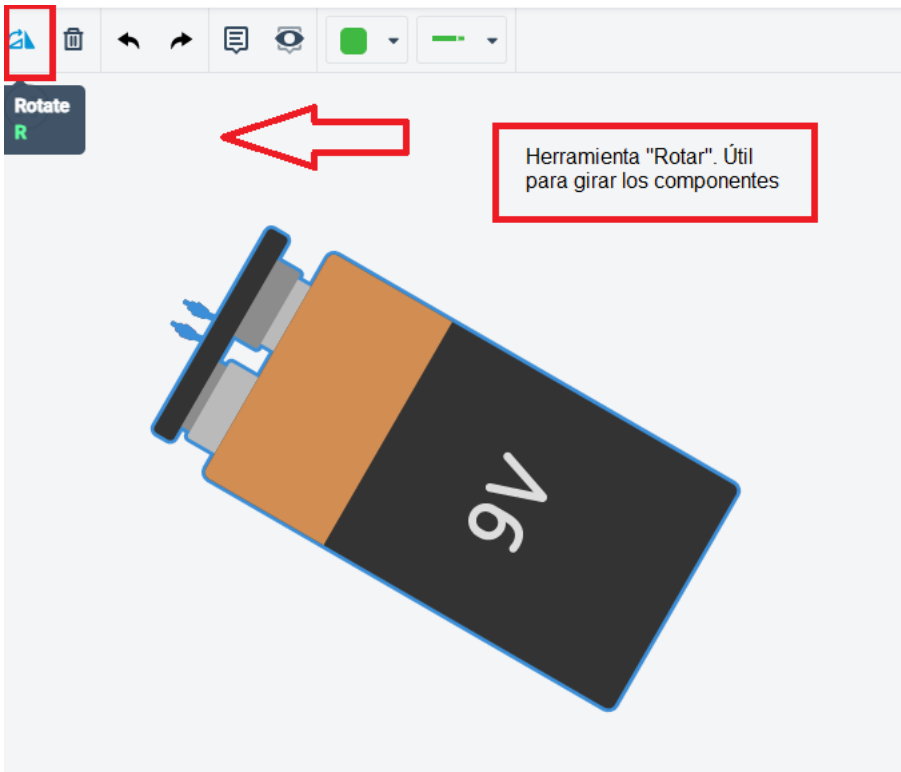 Rotate
R
Herramienta "Rotar". Útil
para girar los componentes
9V